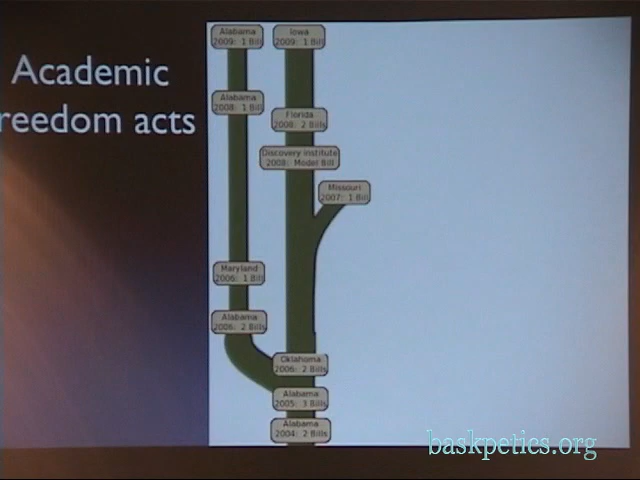 Academic
reedom acts
Alabama
2009: 1 Bill
Iowa
2009: 1 Bill
Alabama
2008: 1 Bill
Florida
2008: 2 Bills
Discovery Institute
2008: Model Bill
Missouri
2007: 1 Bill
Maryland
2006: 1 Bill
Alabama
2006: 2 Bills
Oklahoma
2006: 2 Bills
Alabama
2005: 3 Bills
Alabama
2004: 2 Bills
baskpetics.org